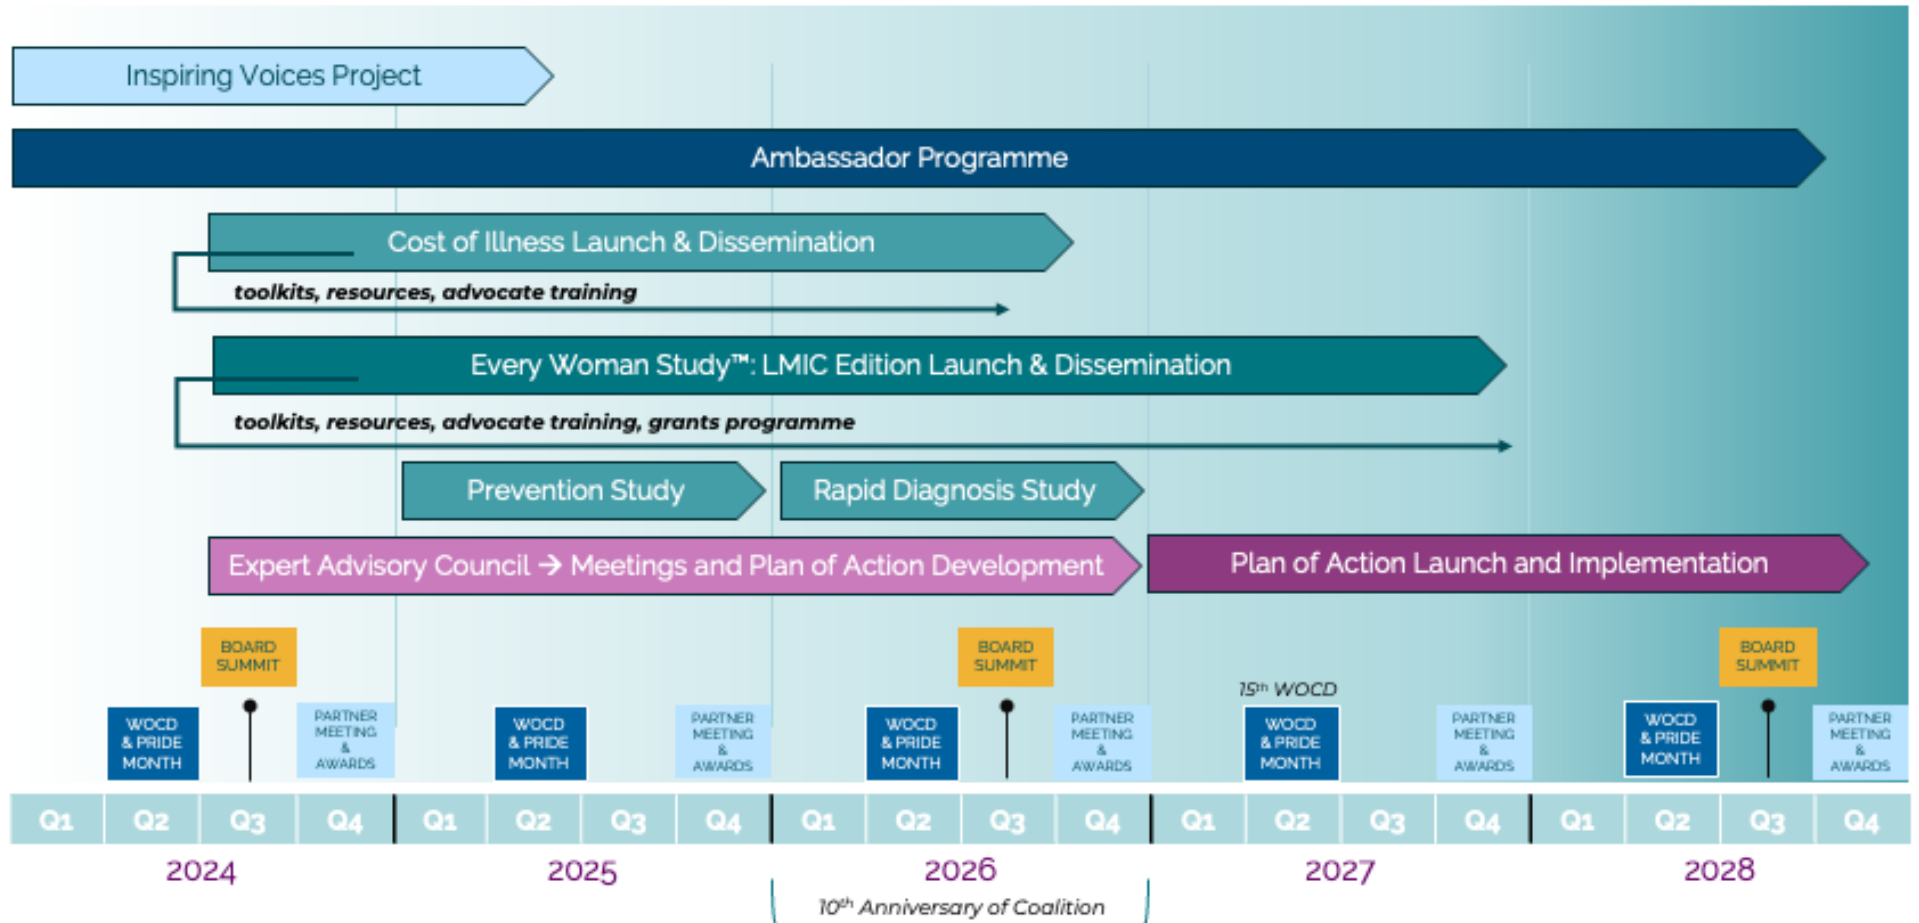 Inspiring Voices Project
Ambassador Programme
Cost of Illness Launch & Dissemination
toolkits, resources, advocate training
Every Woman Study™: LMIC Edition Launch & Dissemination
toolkits, resources, advocate training, grants programme
Prevention Study
Rapid Diagnosis Study
Expert Advisory Council → Meetings and Plan of Action Development
Plan of Action Launch and Implementation
BOARD
SUMMIT
BOARD
SUMMIT
BOARD
SUMMIT
15th WOCD
WOCD
& PRIDE
MONTH
PARTNER
MEETING
&
AWARDS
WOCD
& PRIDE
MONTH
PARTNER
MEETING
&
AWARDS
WOCD
& PRIDE
MONTH
PARTNER
MEETING
&
AWARDS
WOCD
& PRIDE
MONTH
PARTNER
MEETING
&
AWARDS
WOCD
& PRIDE
MONTH
PARTNER
MEETING
&
AWARDS
Q1 Q2 Q3 Q4 Q1 Q2 Q3 Q4 Q1 Q2 Q3 Q4 Q1 Q2 Q3 Q4 Q1 Q2 Q3 Q4
2024 2025 2026 2027 2028
10th Anniversary of Coalition